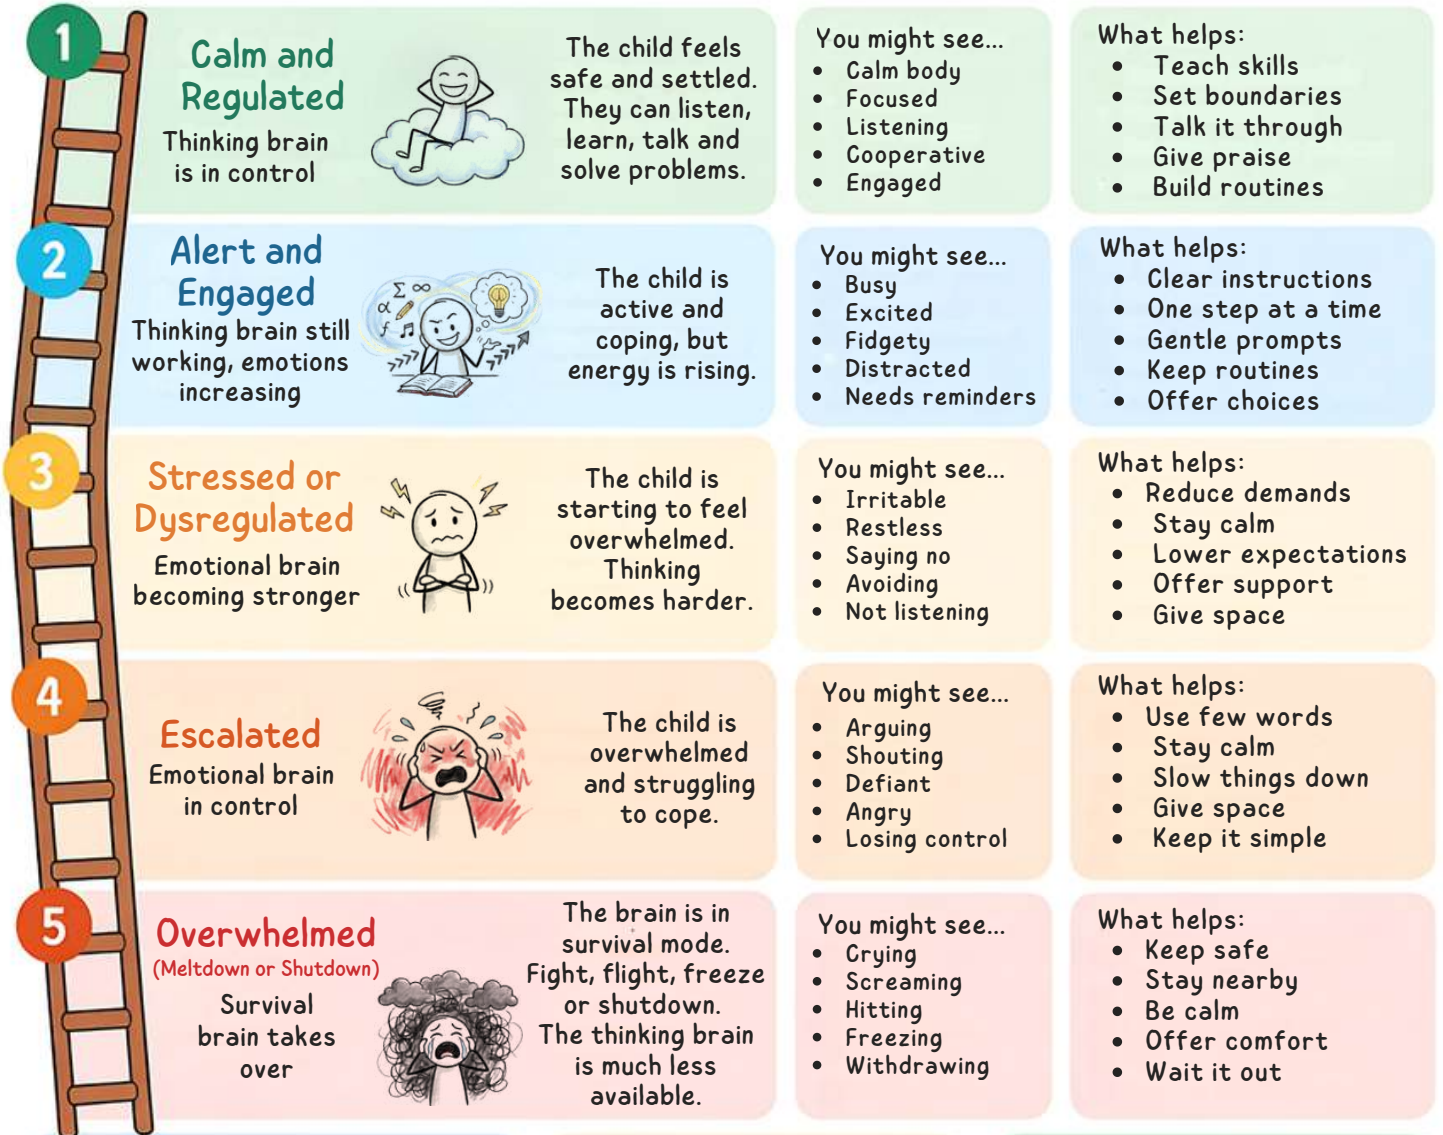 1
Calm and
Regulated
Thinking brain
is in control
The child feels
safe and settled.
They can listen,
learn, talk and
solve problems.
You might see...
• Calm body
• Focused
• Listening
• Cooperative
• Engaged
What helps:
• Teach skills
• Set boundaries
• Talk it through
• Give praise
• Build routines
2
Alert and
Engaged
Thinking brain still
working, emotions
increasing
α Σ ∞
f
The child is
active and
coping, but
energy is rising.
You might see...
• Busy
• Excited
• Fidgety
• Distracted
• Needs reminders
What helps:
• Clear instructions
• One step at a time
• Gentle prompts
• Keep routines
• Offer choices
3
Stressed or
Dysregulated
Emotional brain
becoming stronger
The child is
starting to feel
overwhelmed.
Thinking
becomes harder.
You might see...
• Irritable
• Restless
• Saying no
• Avoiding
• Not listening
What helps:
• Reduce demands
• Stay calm
• Lower expectations
• Offer support
• Give space
4
Escalated
Emotional brain
in control
The child is
overwhelmed
and struggling
to cope.
You might see...
• Arguing
• Shouting
• Defiant
• Angry
• Losing control
What helps:
• Use few words
• Stay calm
• Slow things down
• Give space
• Keep it simple
5
Overwhelmed
(Meltdown or Shutdown)
Survival
brain takes
over
The brain is in
survival mode.
Fight, flight, freeze
or shutdown.
The thinking brain
is much less
available.
You might see...
• Crying
• Screaming
• Hitting
• Freezing
• Withdrawing
What helps:
• Keep safe
• Stay nearby
• Be calm
• Offer comfort
• Wait it out